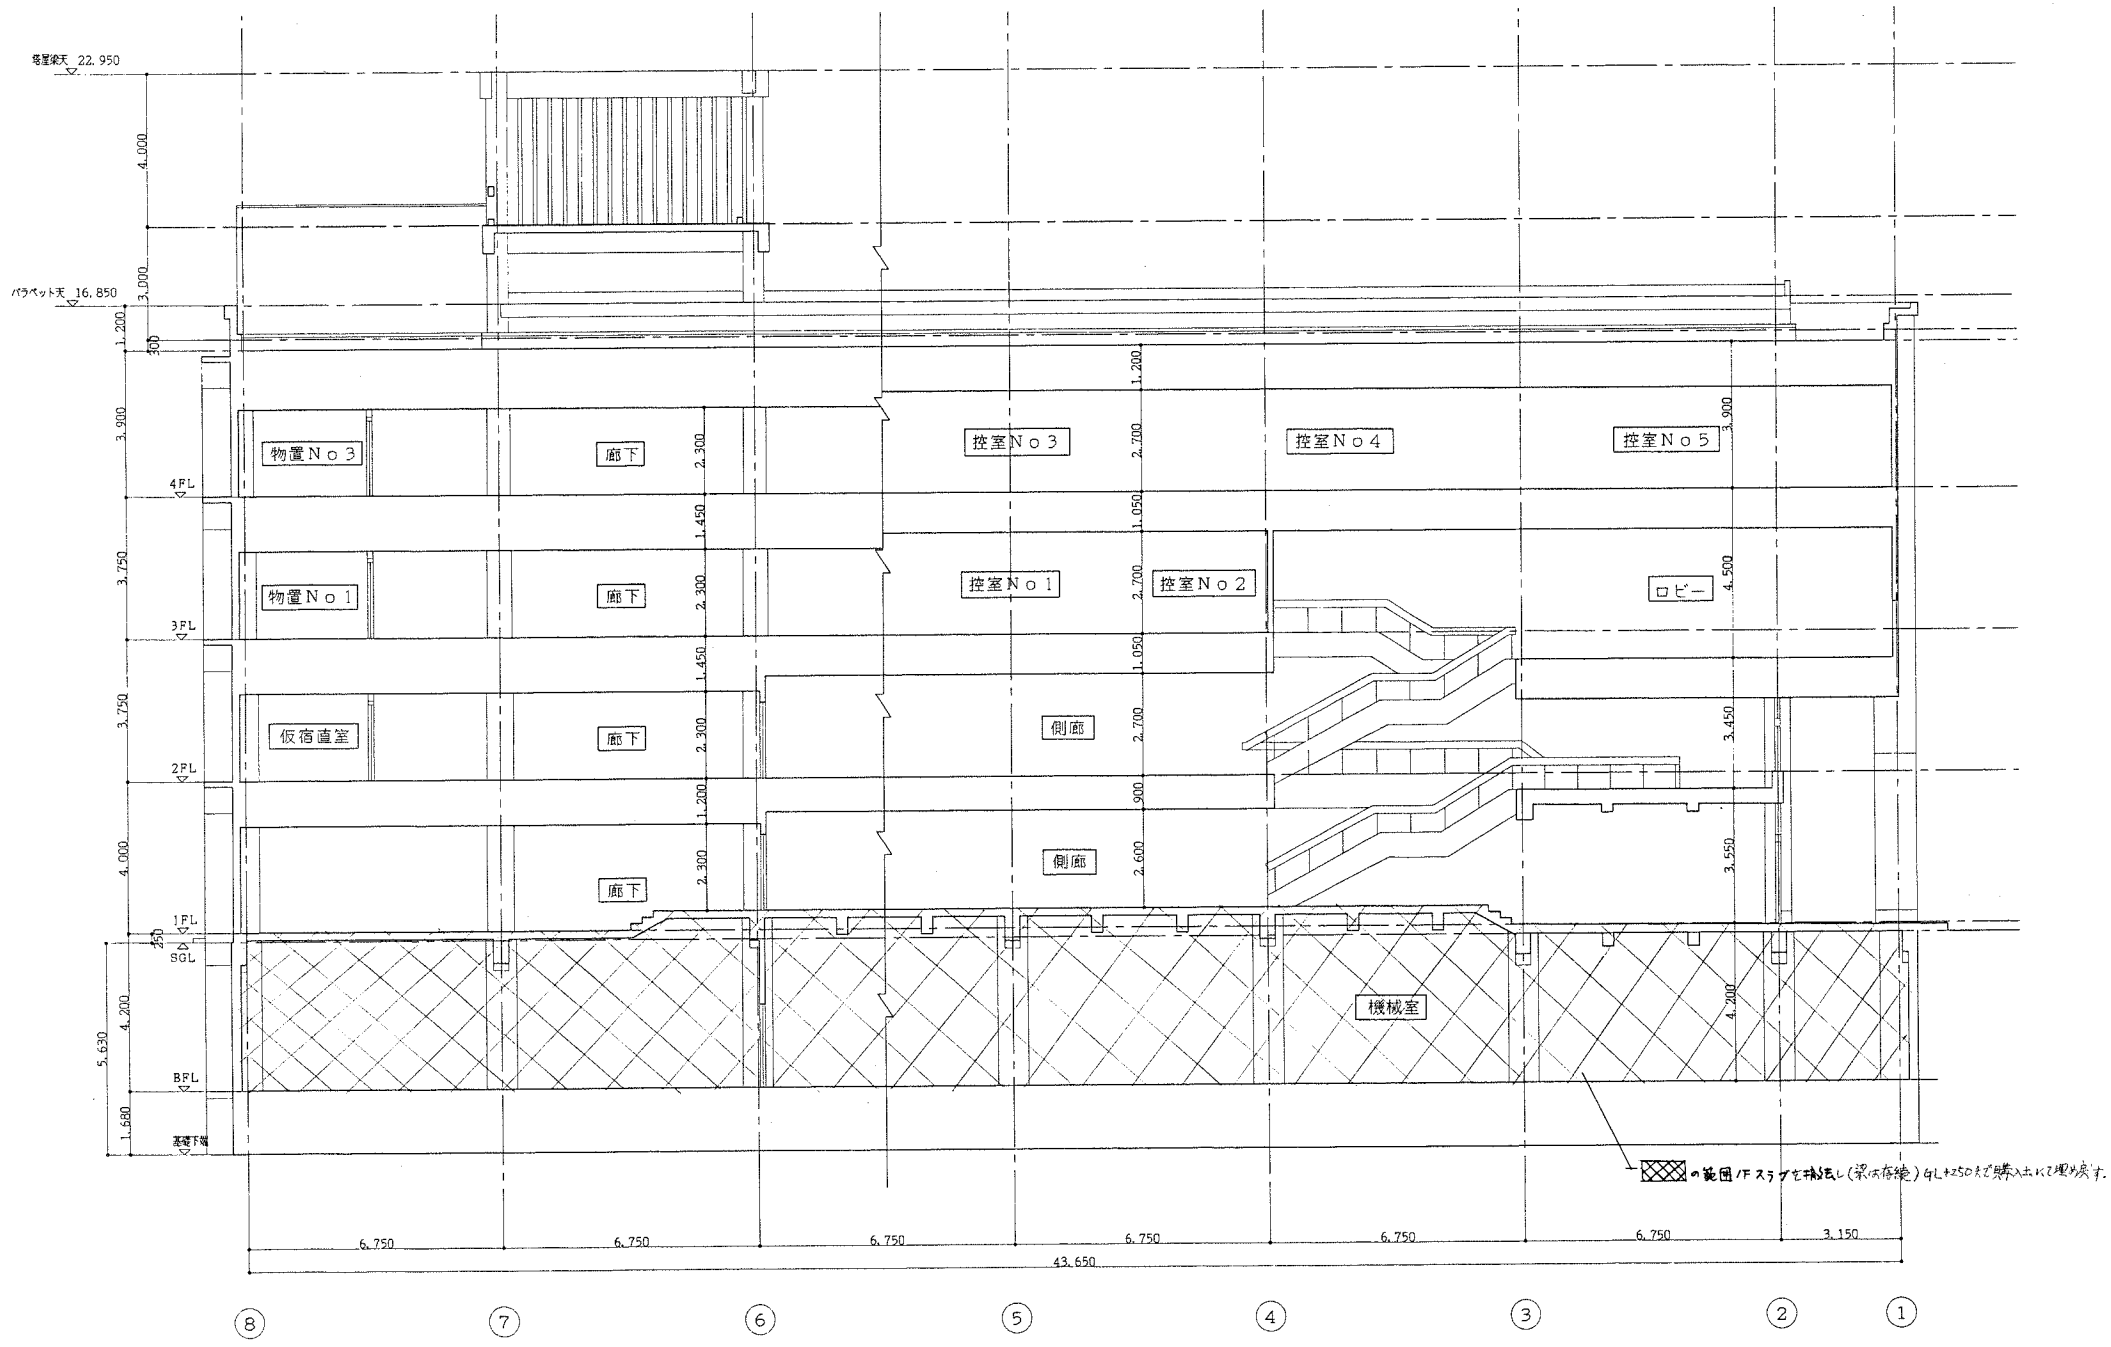 塔屋梁天 22.950
4.000
3.000
パラペット天 16.850
1.200
300
1.200
3.900
物置No3
廊下
2.300
控室No3
2.700
控室No4
控室No5
3.900
4FL
1.450
1.050
3.750
物置No1
廊下
2.300
控室No1
2.700
控室No2
4.500
ロビー
3FL
1.450
1.050
3.750
仮宿直室
廊下
2.300
側廊
2.700
3.450
2FL
1.200
900
4.000
廊下
2.300
側廊
2.600
3.550
1FL
250
SGL
4.200
5.630
機械室
4.200
BFL
1.680
基礎下端
の範囲1Fスラブを撤去し(梁は存続)GL+250まで購入土にて埋め戻す.
6.750
6.750
6.750
6.750
6.750
6.750
3.150
43.650
8
7
6
5
4
3
2
1